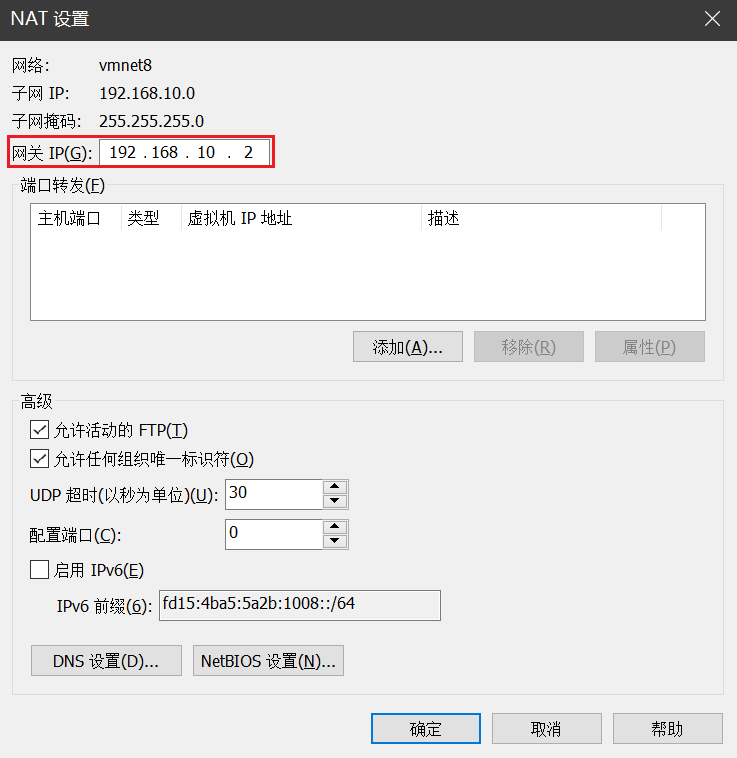 NAT 设置
网络: vmnet8
子网 IP: 192.168.10.0
子网掩码: 255.255.255.0
网关 IP(G): 192 . 168 . 10 . 2
端口转发(F)
主机端口 类型 虚拟机 IP 地址 描述
添加(A)... 移除(R) 属性(P)
高级
允许活动的 FTP(T)
允许任何组织唯一标识符(O)
UDP 超时(以秒为单位)(U): 30
配置端口(C): 0
启用 IPv6(E)
IPv6 前缀(6): fd15:4ba5:5a2b:1008::/64
DNS 设置(D)... NetBIOS 设置(N)...
确定 取消 帮助